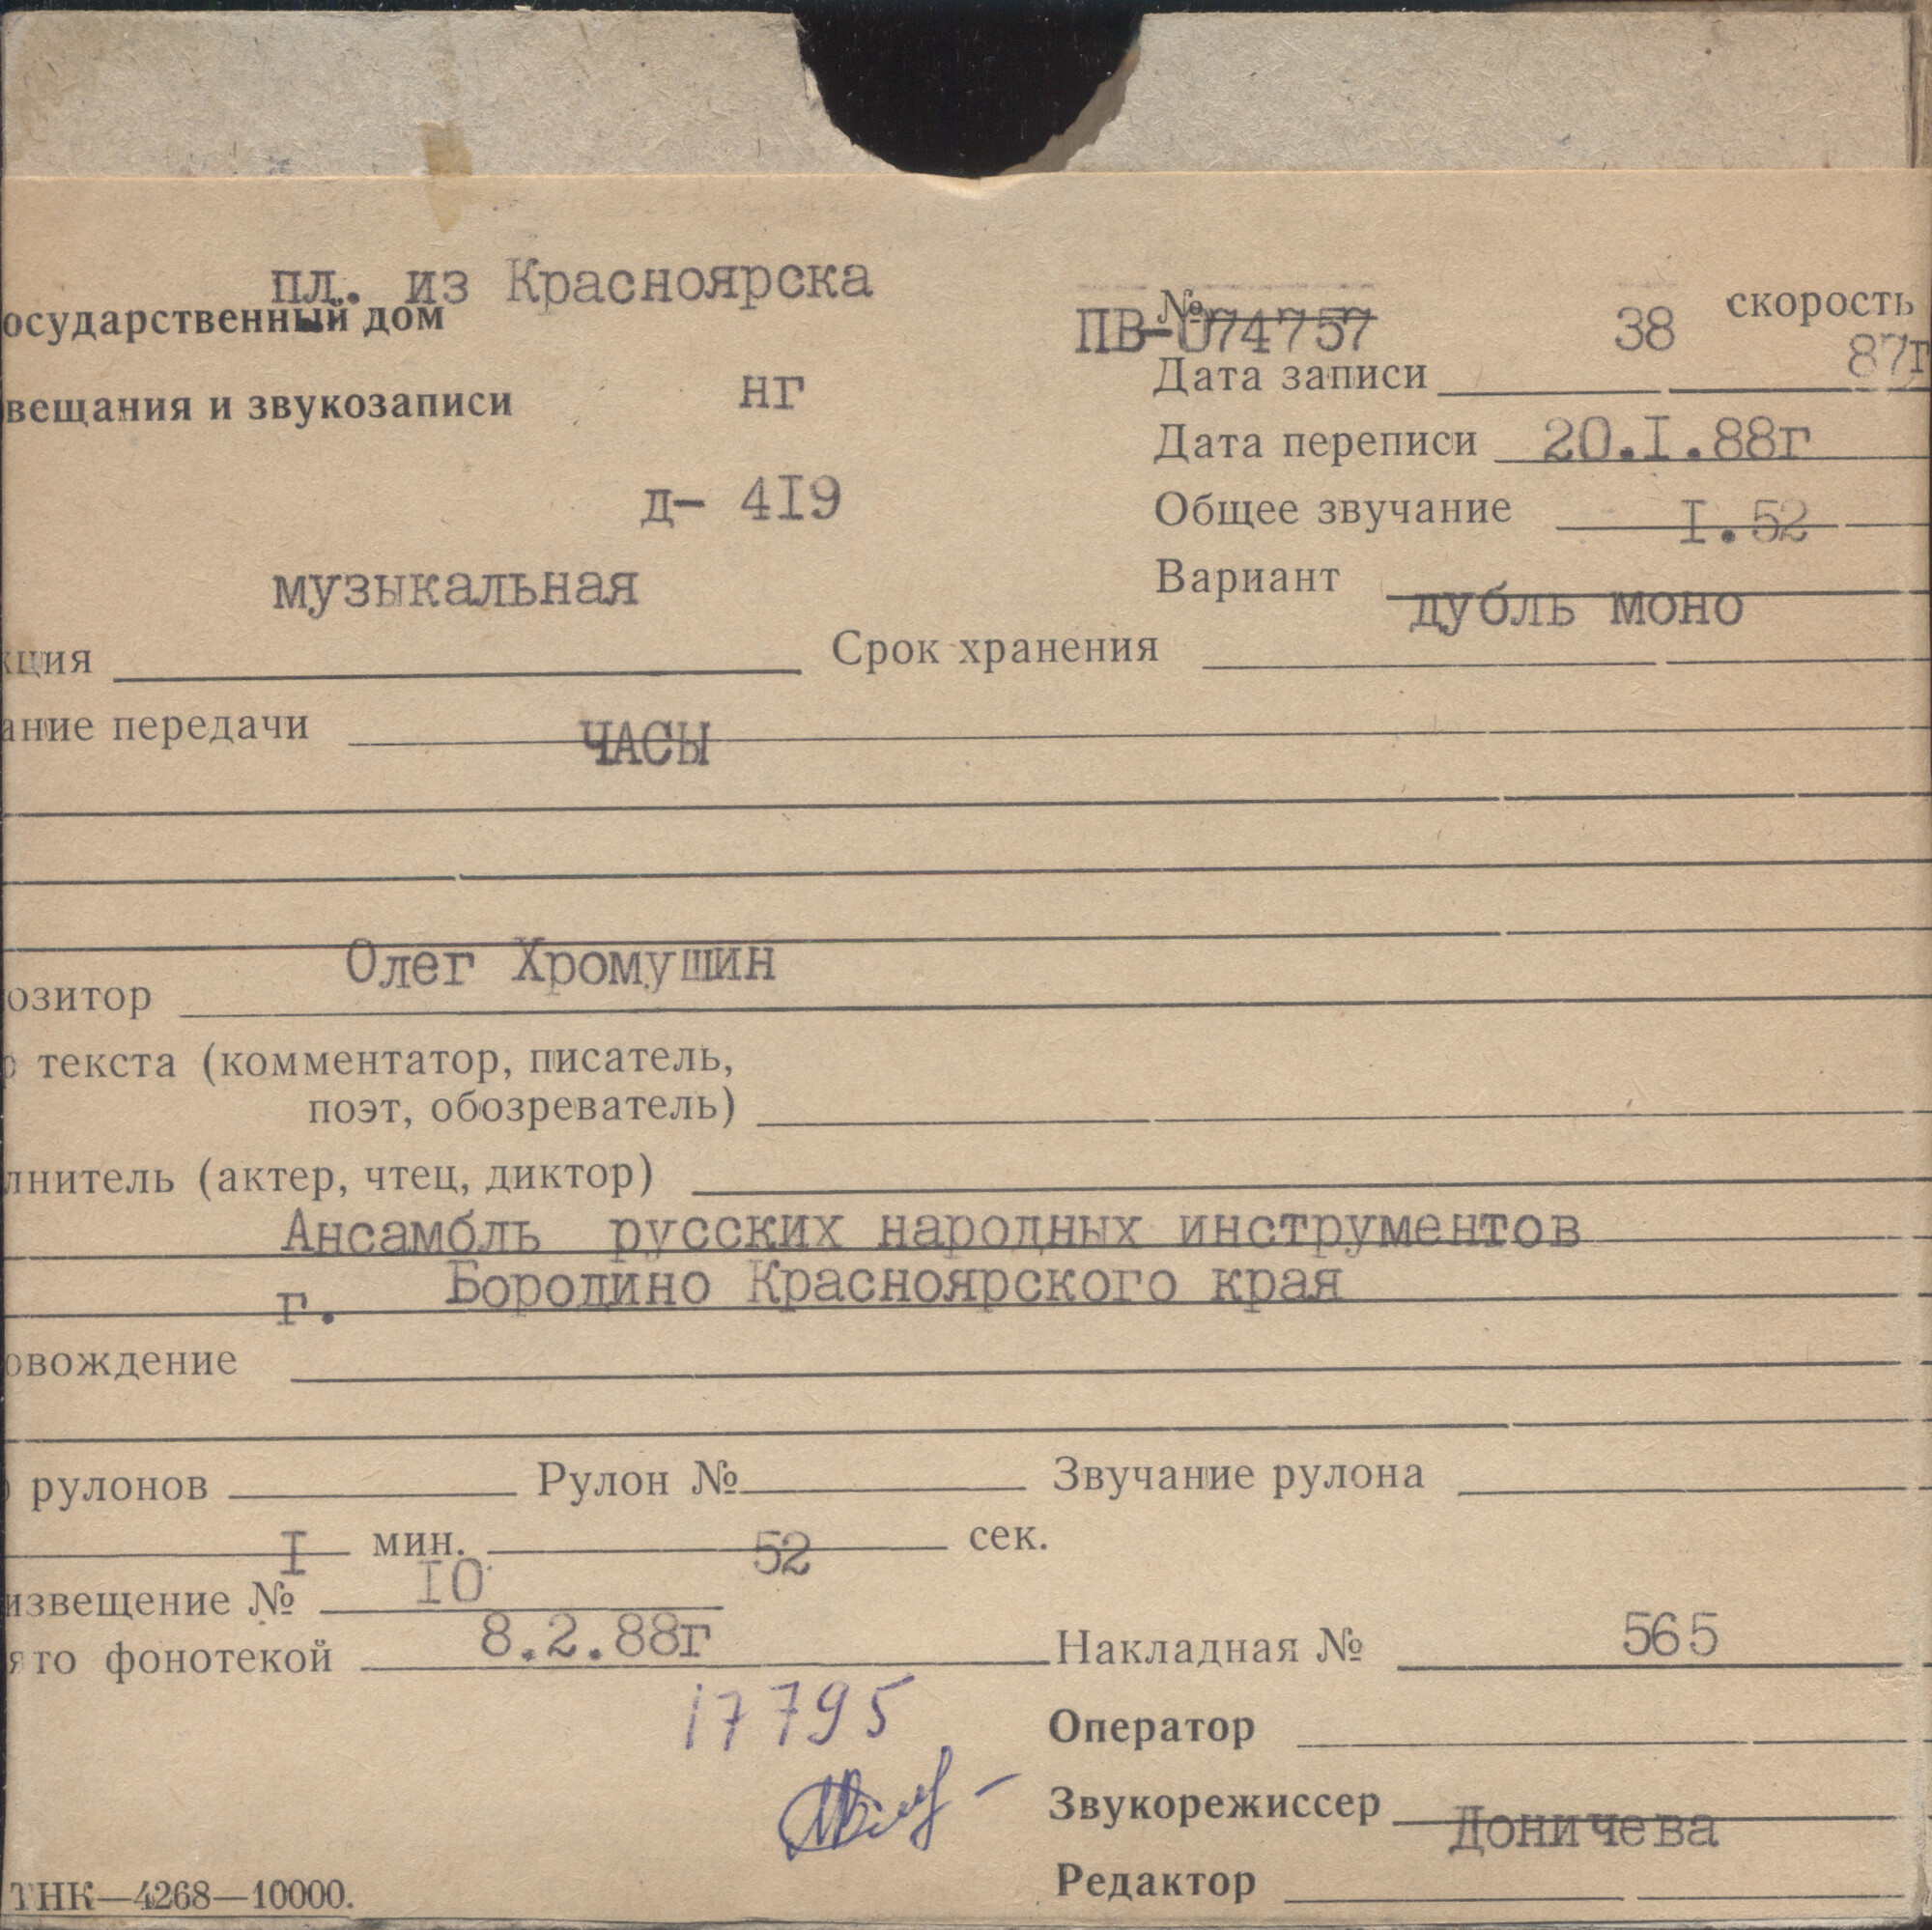 пл. из Красноярска
осударственный дом
№ ПВ-074757 38 скорость
87г
вещания и звукозаписи нг
Дата записи
Дата переписи 20.I.88г
д- 4I9
Общее звучание I.52
музыкальная
Вариант дубль моно
кция Срок хранения
ание передачи ЧАСЫ
Олег Хромушин
озитор
р текста (комментатор, писатель,
поэт, обозреватель)
лнитель (актер, чтец, диктор)
Ансамбль русских народных инструментов
г. Бородино Красноярского края
овождение
о рулонов Рулон № Звучание рулона
I мин. 52 сек.
извещение № I0
ято фонотекой 8.2.88г Накладная № 565
17795
Оператор
Звукорежиссер Доничева
Редактор
ТНК—4268—10000.